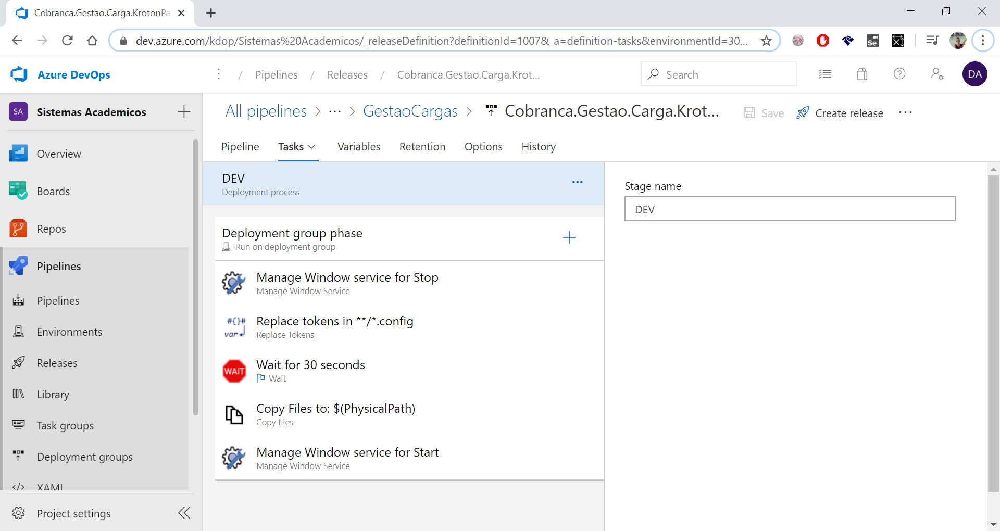 Cobranca.Gestao.Carga.KrotonPa
dev.azure.com/kdop/Sistemas%20Academicos/_releaseDefinition?definitionId=1007&_a=definition-tasks&environmentId=30...
Se
Azure DevOps
/ Pipelines / Releases / Cobranca.Gestao.Carga.Krot...
Search
DA
SA
Sistemas Academicos
All pipelines > ... > GestaoCargas > Cobranca.Gestao.Carga.Krot...
Save
Create release
...
Pipeline
Tasks
Variables
Retention
Options
History
Overview
Boards
Repos
Pipelines
Pipelines
Environments
Releases
Library
Task groups
Deployment groups
</> XAML
Project settings
DEV
Deployment process
...
Deployment group phase
Run on deployment group
Manage Window service for Stop
Manage Window Service
#{}#
var
Replace tokens in **/*.config
Replace Tokens
WAIT
Wait for 30 seconds
Wait
Copy Files to: $(PhysicalPath)
Copy files
Manage Window service for Start
Manage Window Service
Stage name
DEV